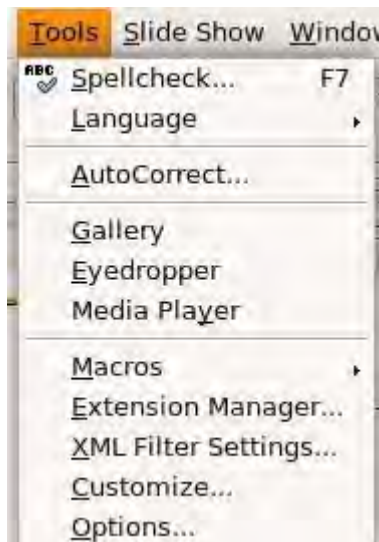 Tools Slide Show Window
ABC Spellcheck... F7
Language
AutoCorrect...
Gallery
Eyedropper
Media Player
Macros
Extension Manager...
XML Filter Settings...
Customize...
Options...